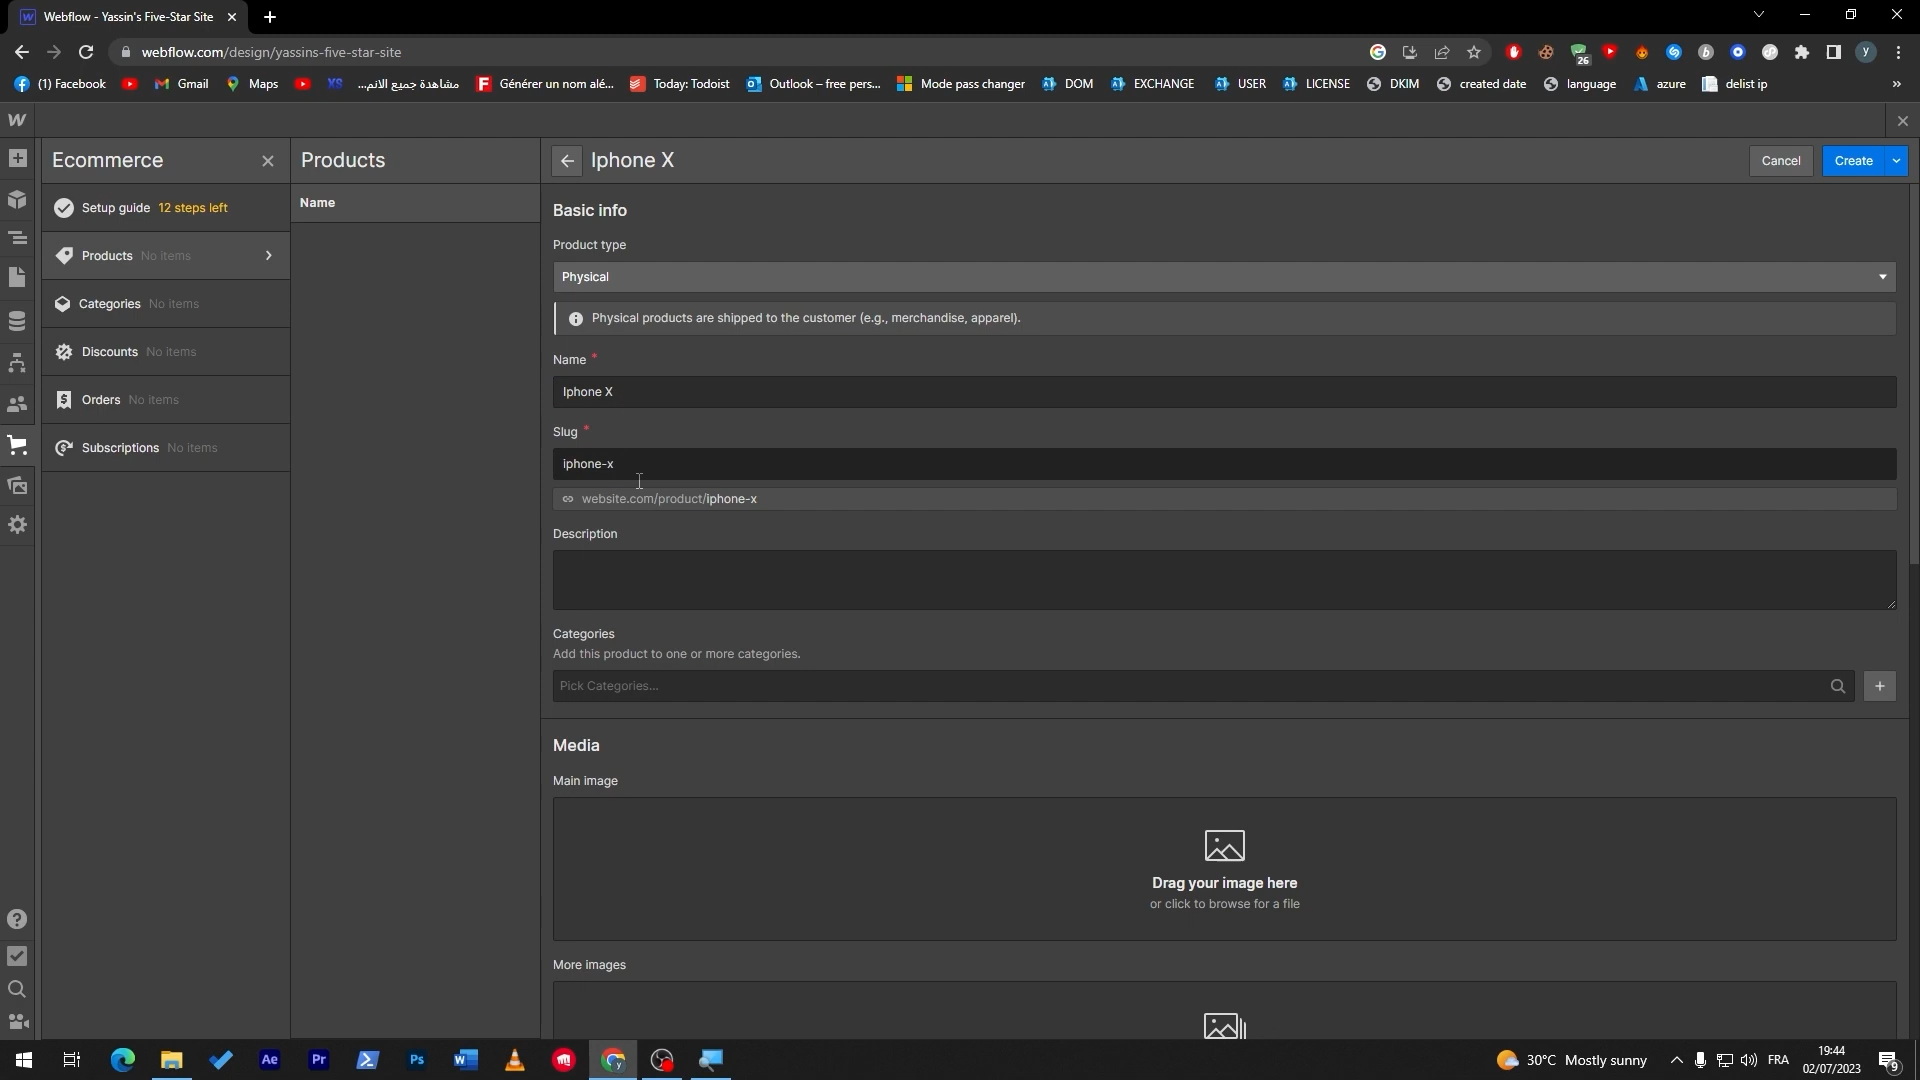 Webflow - Yassin's Five-Star Site
webflow.com/design/yassins-five-star-site
26
y
(1) Facebook
Gmail
Maps
XS
مشاهدة جميع الانم...
Générer un nom alé...
Today: Todoist
Outlook – free pers...
Mode pass changer
DOM
EXCHANGE
USER
LICENSE
DKIM
created date
language
azure
delist ip
Ecommerce
Products
Iphone X
Cancel
Create
Setup guide 12 steps left
Name
Products No items
Categories No items
Discounts No items
Orders No items
Subscriptions No items
Basic info
Product type
Physical
Physical products are shipped to the customer (e.g., merchandise, apparel).
Name *
Iphone X
Slug *
iphone-x
website.com/product/iphone-x
Description
Categories
Add this product to one or more categories.
Pick Categories...
Media
Main image
Drag your image here
or click to browse for a file
More images
Ae
Pr
Ps
30°C Mostly sunny
FRA
19:44
02/07/2023
9